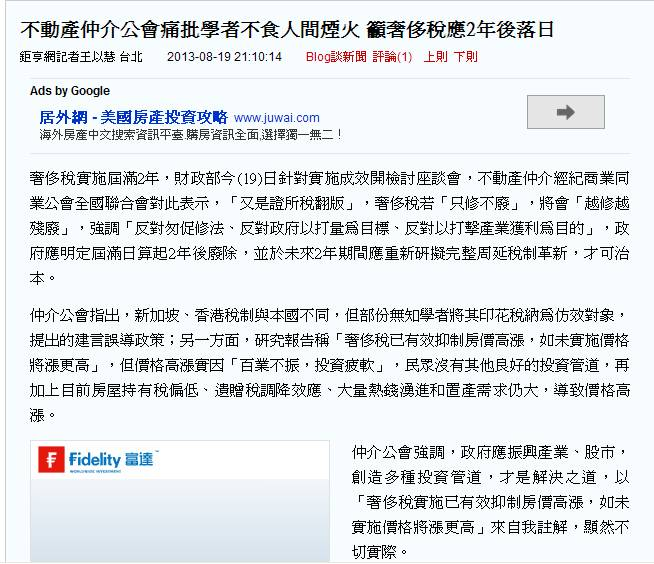 不動產仲介公會痛批學者不食人間煙火 籲奢侈稅應2年後落日
鉅亨網記者王以慧 台北 2013-08-19 21:10:14 Blog談新聞 評論(1) 上則 下則
Ads by Google
居外網 - 美國房產投資攻略 www.juwai.com
海外房產中文搜索資訊平臺.購房資訊全面,選擇獨一無二！
奢侈稅實施屆滿2年，財政部今(19)日針對實施成效開檢討座談會，不動產仲介經紀商業同
業公會全國聯合會對此表示，「又是證所稅翻版」，奢侈稅若「只修不廢」，將會「越修越
殘廢」，強調「反對勿促修法、反對政府以打量為目標、反對以打擊產業獲利為目的」，政
府應明定屆滿日算起2年後廢除，並於未來2年期間應重新研擬完整周延稅制革新，才可治
本。
仲介公會指出，新加坡、香港稅制與本國不同，但部份無知學者將其印花稅納為仿效對象，
提出的建言誤導政策；另一方面，研究報告稱「奢侈稅已有效抑制房價高漲，如未實施價格
將漲更高」，但價格高漲實因「百業不振，投資疲軟」，民眾沒有其他良好的投資管道，再
加上目前房屋持有稅偏低、遺贈稅調降效應、大量熱錢湧進和置產需求仍大，導致價格高
漲。
Fidelity 富達
WORLDWIDE INVESTMENT
仲介公會強調，政府應振興產業、股市，
創造多種投資管道，才是解決之道，以
「奢侈稅實施已有效抑制房價高漲，如未
實施價格將漲更高」來自我註解，顯然不
切實際。